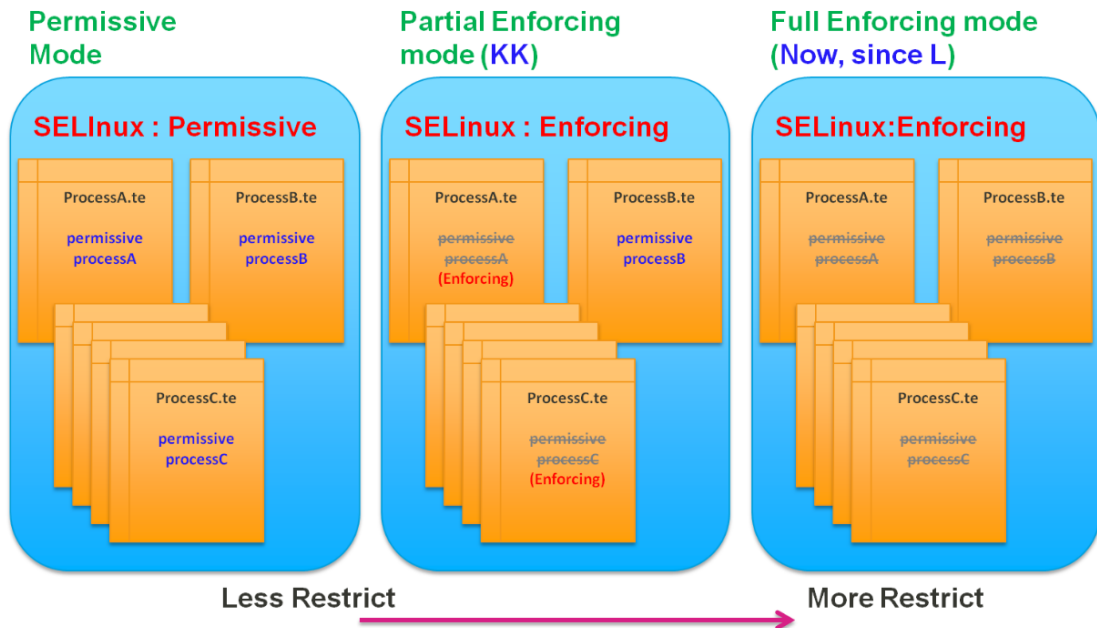 Permissive
Mode
SELInux : Permissive
ProcessA.te
permissive
processA
ProcessB.te
permissive
processB
ProcessC.te
permissive
processC
Partial Enforcing
mode (KK)
SELinux : Enforcing
ProcessA.te
permissive
processA
(Enforcing)
ProcessB.te
permissive
processB
ProcessC.te
permissive
processC
(Enforcing)
Full Enforcing mode
(Now, since L)
SELinux:Enforcing
ProcessA.te
permissive
processA
ProcessB.te
permissive
processB
ProcessC.te
permissive
processC
Less Restrict
More Restrict